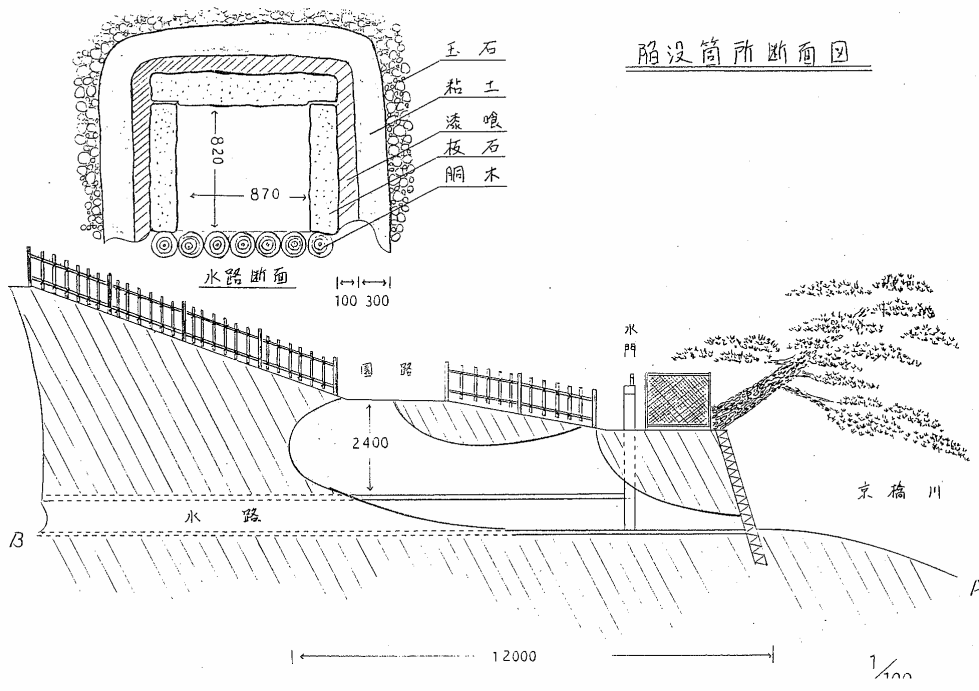 陥没箇所断面図
玉石
粘土
漆喰
板石
胴木
820
870
水路断面
100 300
園路
水門
2400
水路
京橋川
B
A
12000
1/100